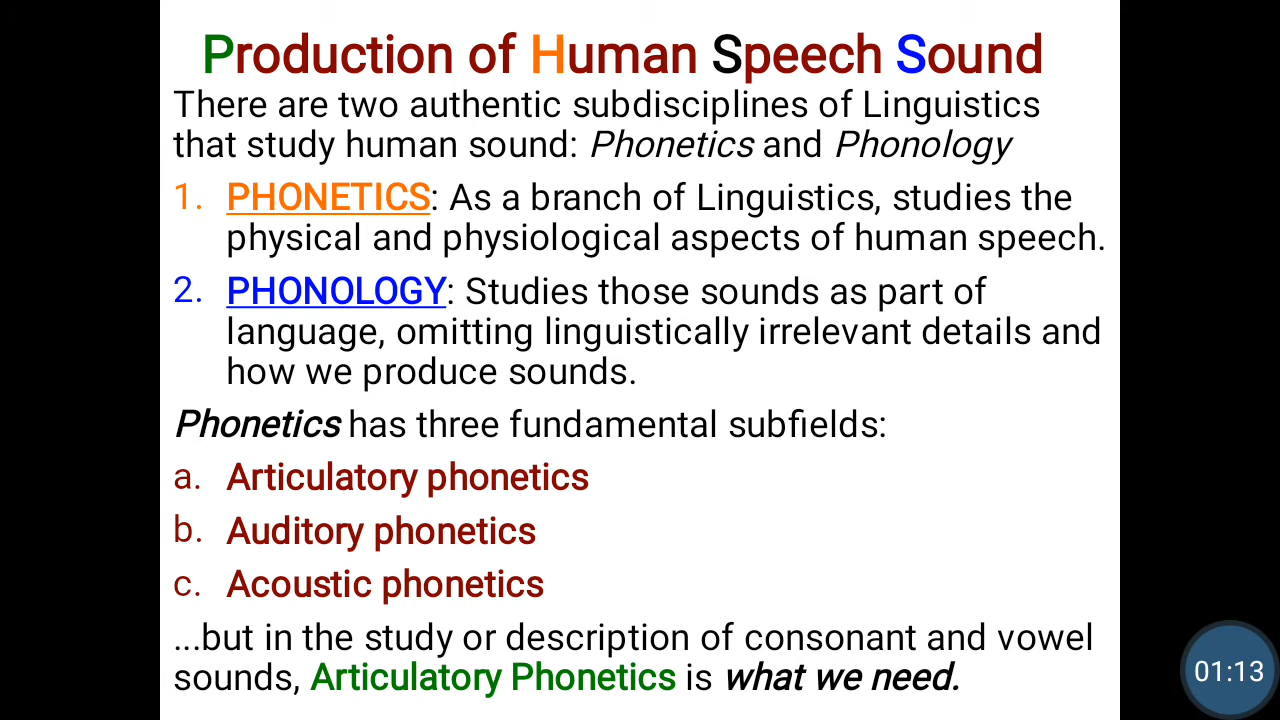 Production of Human Speech Sound
There are two authentic subdisciplines of Linguistics
that study human sound: Phonetics and Phonology
1. PHONETICS: As a branch of Linguistics, studies the
physical and physiological aspects of human speech.
2. PHONOLOGY: Studies those sounds as part of
language, omitting linguistically irrelevant details and
how we produce sounds.
Phonetics has three fundamental subfields:
a. Articulatory phonetics
b. Auditory phonetics
c. Acoustic phonetics
...but in the study or description of consonant and vowel
sounds, Articulatory Phonetics is what we need.
01:13